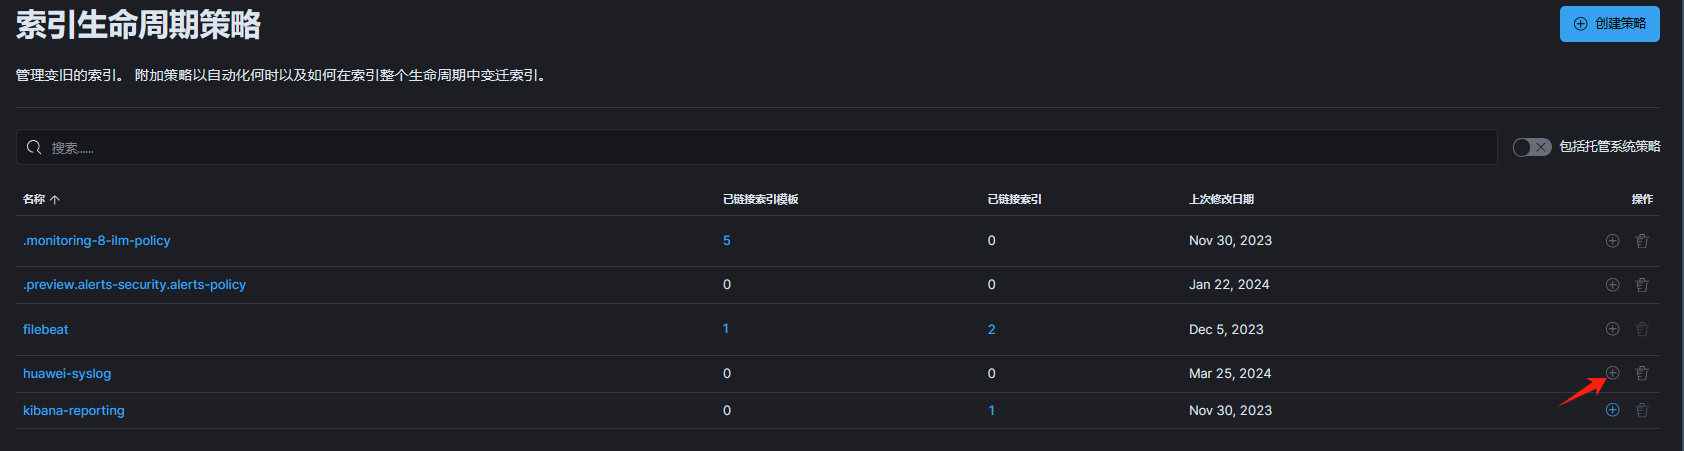 索引生命周期策略
创建策略
管理变旧的索引。 附加策略以自动化何时以及如何在索引整个生命周期中变迁索引。
搜索......
包括托管系统策略
名称 已链接索引模板 已链接索引 上次修改日期 操作
.monitoring-8-ilm-policy 5 0 Nov 30, 2023
.preview.alerts-security.alerts-policy 0 0 Jan 22, 2024
filebeat 1 2 Dec 5, 2023
huawei-syslog 0 0 Mar 25, 2024
kibana-reporting 0 1 Nov 30, 2023